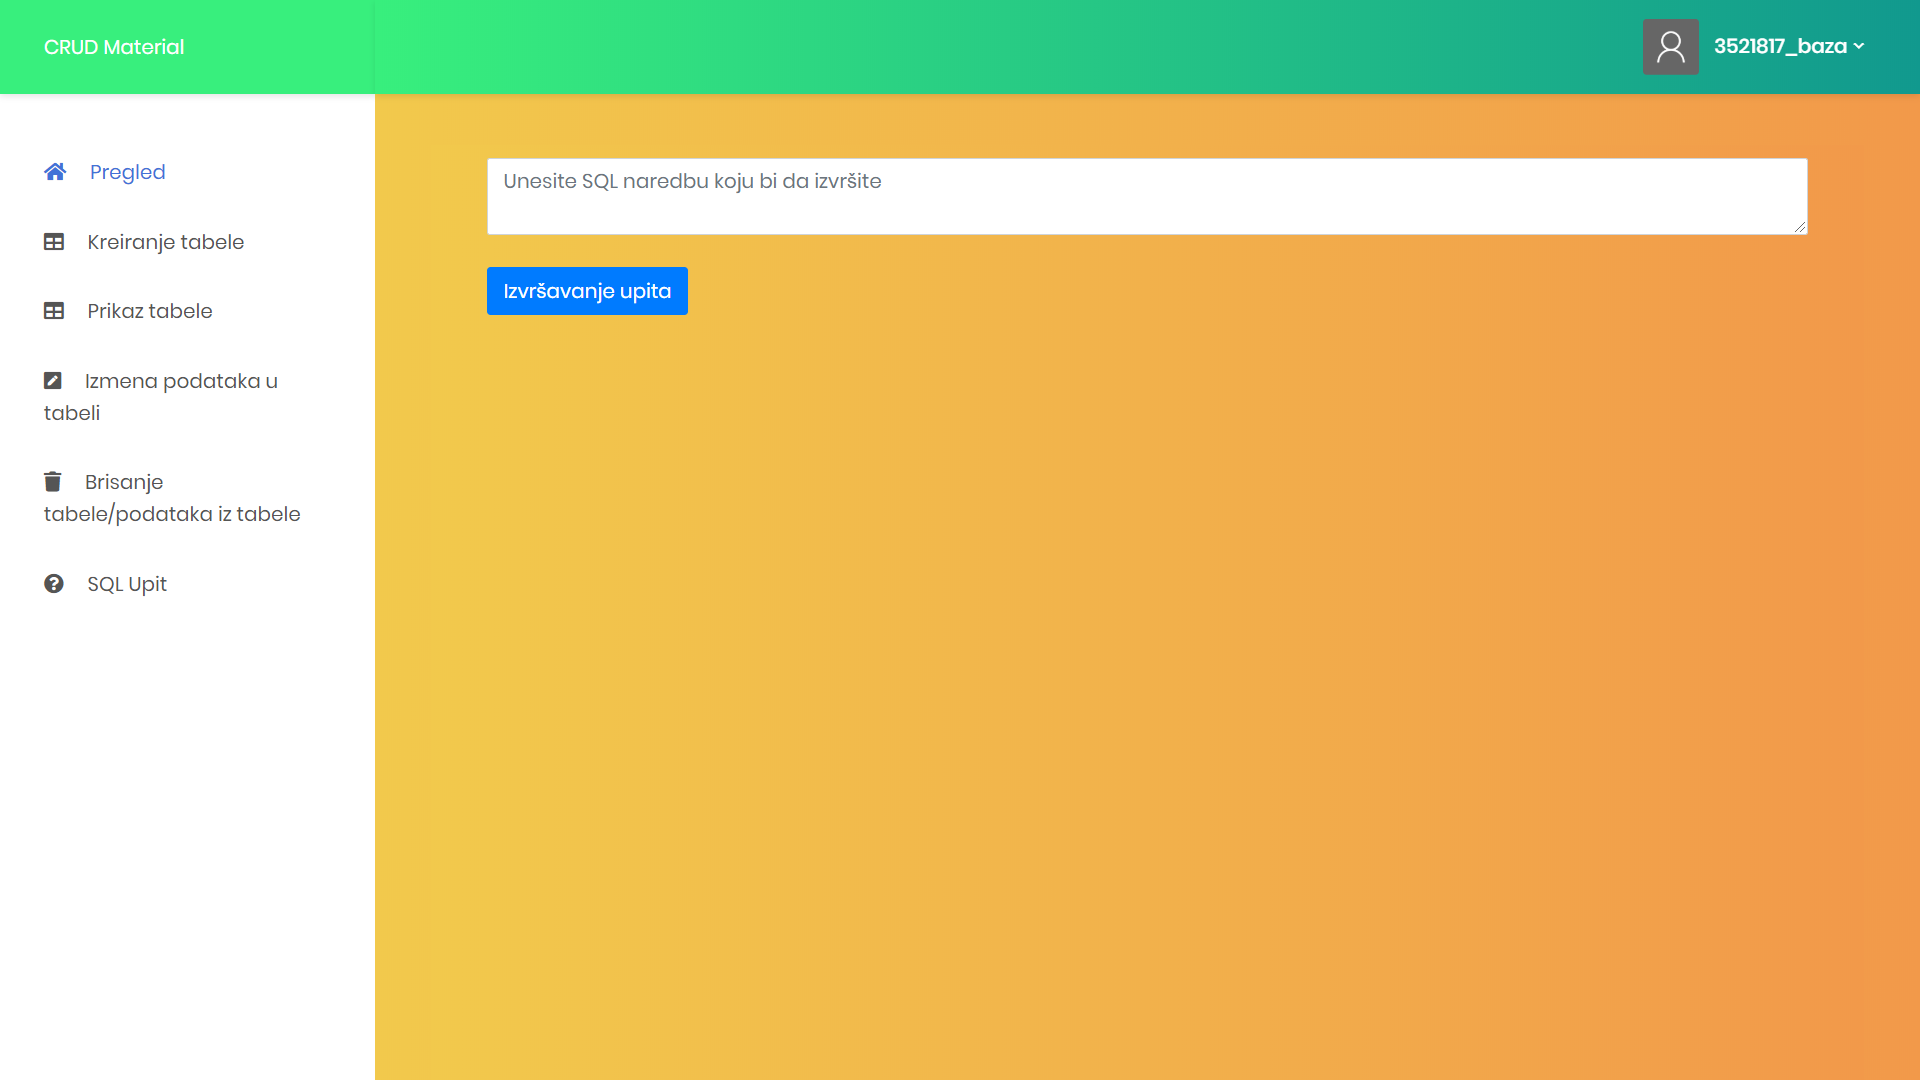 CRUD Material
3521817_baza
Pregled
Kreiranje tabele
Prikaz tabele
Izmena podataka u
tabeli
Brisanje
tabele/podataka iz tabele
SQL Upit
Unesite SQL naredbu koju bi da izvršite
Izvršavanje upita